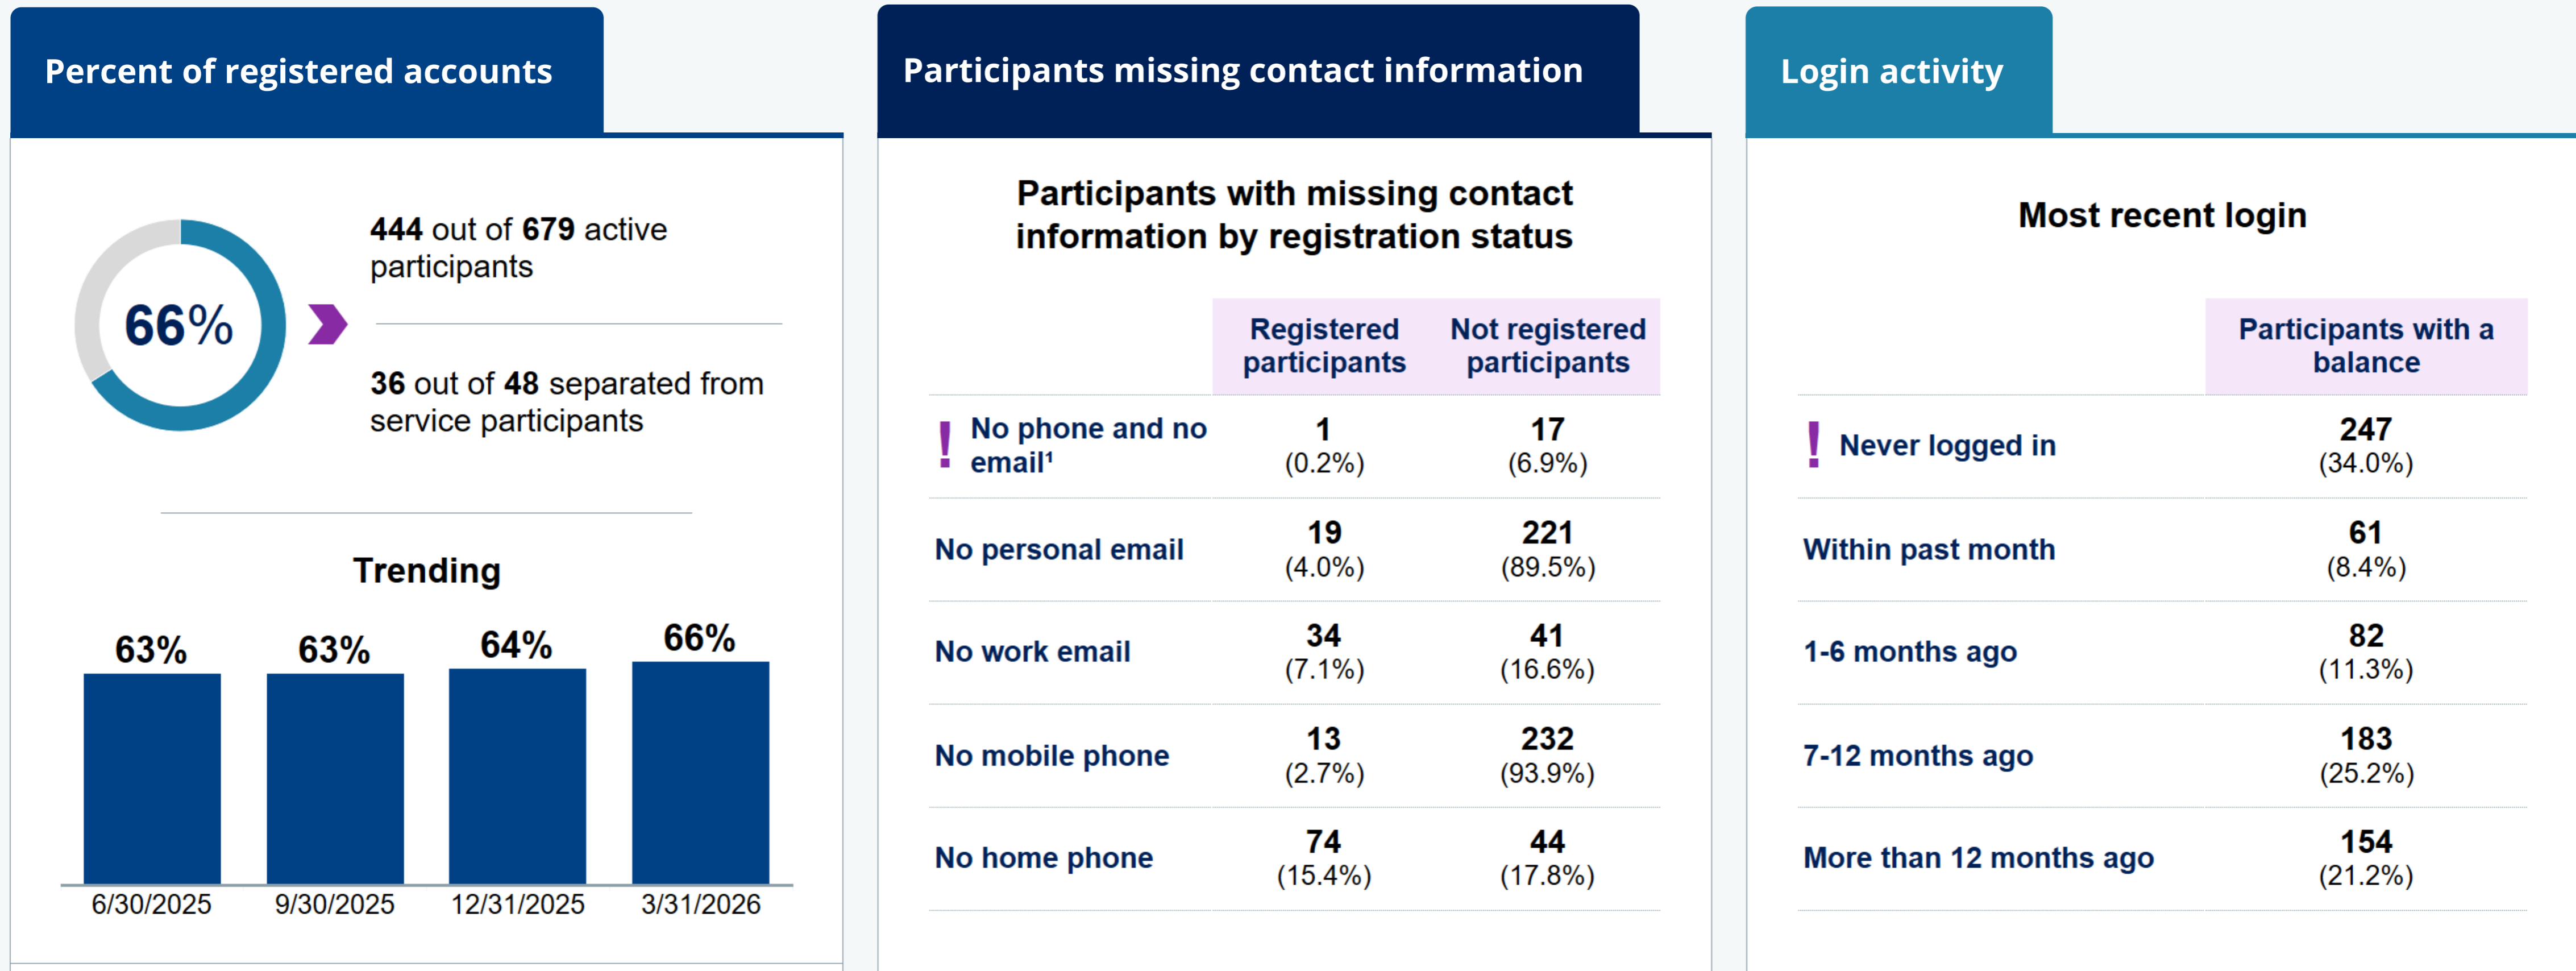 Percent of registered accounts
66%
444 out of 679 active
participants
36 out of 48 separated from
service participants
Trending
63% 63% 64% 66%
6/30/2025 9/30/2025 12/31/2025 3/31/2026
Participants missing contact information
Participants with missing contact
information by registration status
Registered Not registered
participants participants
! No phone and no 1 17
email¹ (0.2%) (6.9%)
No personal email 19 221
(4.0%) (89.5%)
No work email 34 41
(7.1%) (16.6%)
No mobile phone 13 232
(2.7%) (93.9%)
No home phone 74 44
(15.4%) (17.8%)
Login activity
Most recent login
Participants with a
balance
! Never logged in 247
(34.0%)
Within past month 61
(8.4%)
1-6 months ago 82
(11.3%)
7-12 months ago 183
(25.2%)
More than 12 months ago 154
(21.2%)